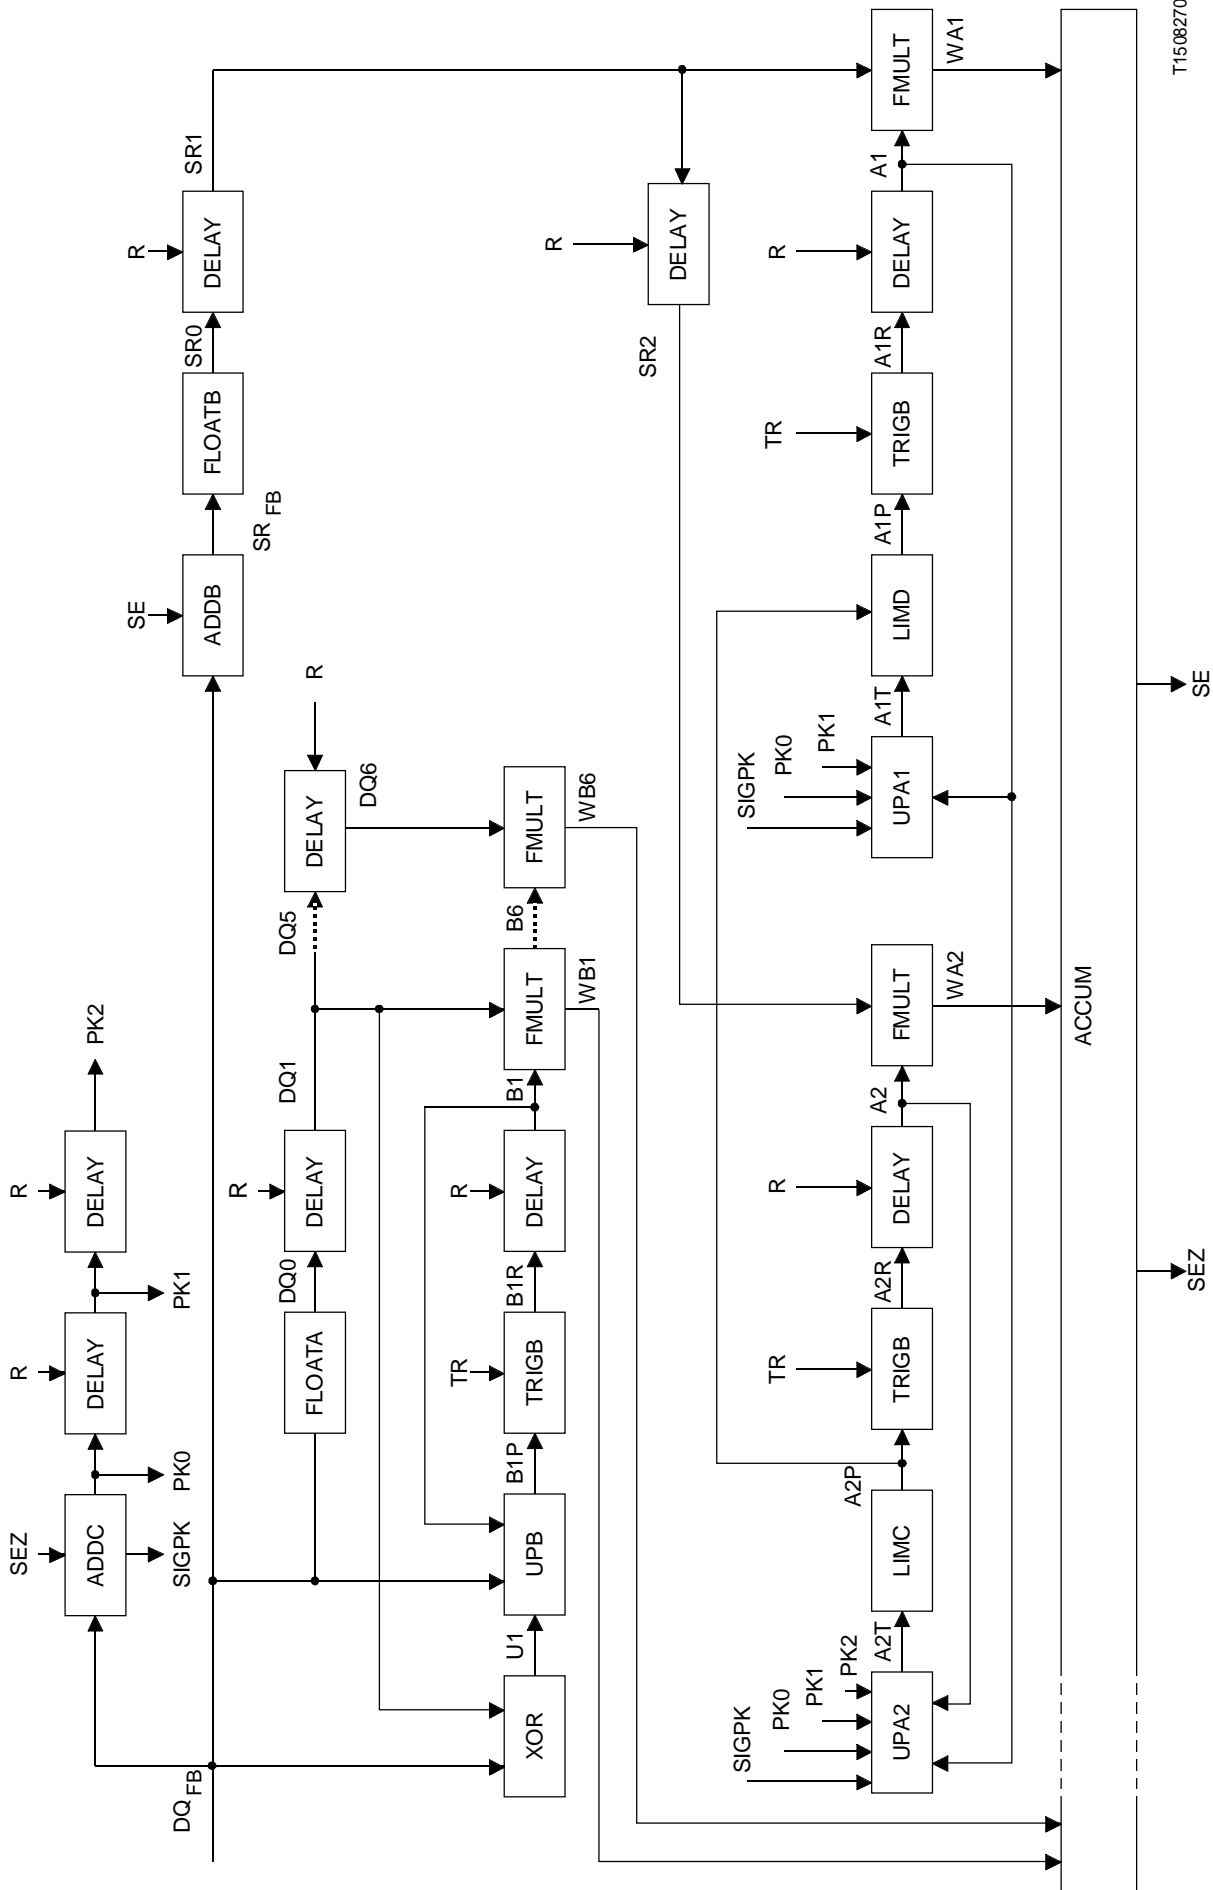 SEZ
ADDC
SIGPK
PK0
R
DELAY
PK1
R
DELAY
PK2
DQ FB
SE
ADDB
SR FB
FLOATB
SR0
R
DELAY
SR1
FLOATA
DQ0
R
DELAY
DQ1
DQ5
DELAY
R
DQ6
XOR
U1
UPB
B1P
TR
TRIGB
B1R
R
DELAY
B1
FMULT
WB1
B6
FMULT
WB6
R
DELAY
SR2
SIGPK
PK0
PK1
PK2
UPA2
A2T
LIMC
A2P
TR
TRIGB
A2R
R
DELAY
A2
FMULT
WA2
SIGPK
PK0
PK1
UPA1
A1T
LIMD
A1P
TR
TRIGB
A1R
R
DELAY
A1
FMULT
WA1
ACCUM
SEZ
SE
T1508270